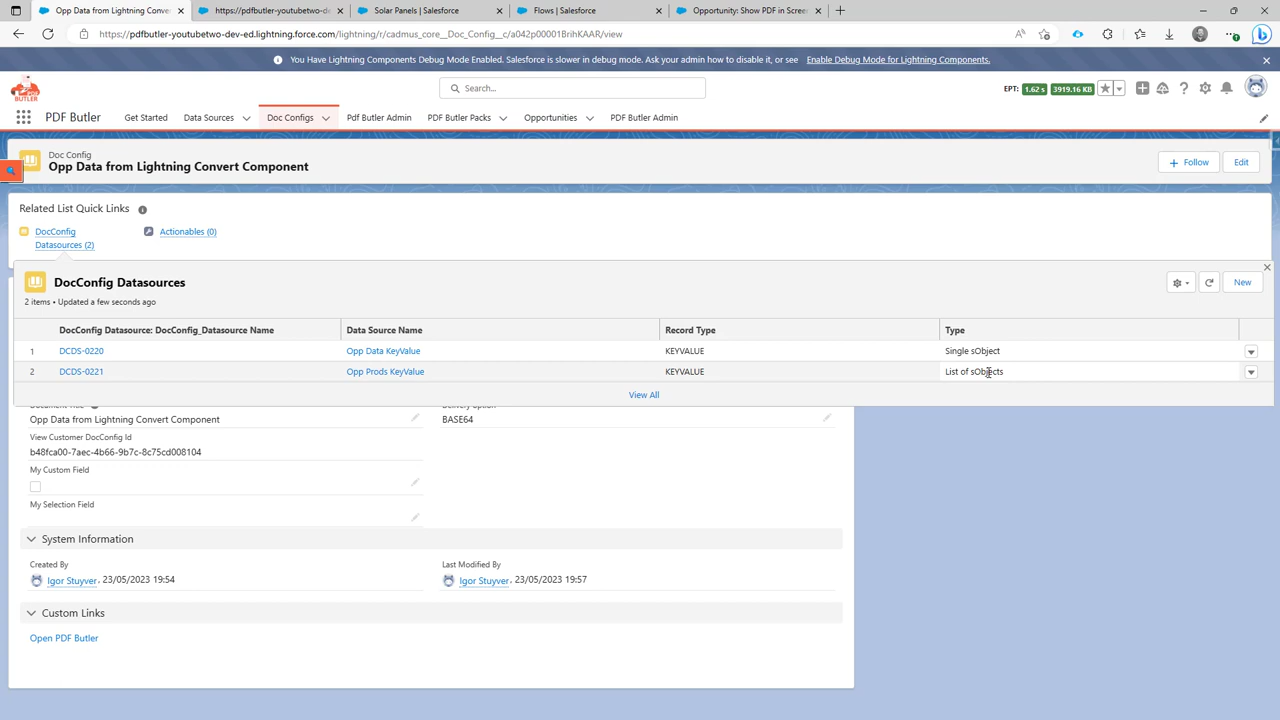 Opp Data from Lightning Conver
https://pdfbutler-youtubetwo-de
Solar Panels | Salesforce
Flows | Salesforce
Opportunity: Show PDF in Scree
https://pdfbutler-youtubetwo-dev-ed.lightning.force.com/lightning/r/cadmus_core__Doc_Config__c/a042p00001BrihKAAR/view
You Have Lightning Components Debug Mode Enabled. Salesforce is slower in debug mode. Ask your admin how to disable it, or see Enable Debug Mode for Lightning Components.
PDF BUTLER
Search...
EPT: 1.62 s 3919.16 KB
PDF Butler
Get Started
Data Sources
Doc Configs
Pdf Butler Admin
PDF Butler Packs
Opportunities
PDF Butler Admin
Doc Config
Opp Data from Lightning Convert Component
Follow
Edit
Related List Quick Links
DocConfig Datasources (2)
Actionables (0)
DocConfig Datasources
2 items • Updated a few seconds ago
New
DocConfig Datasource: DocConfig_Datasource Name
Data Source Name
Record Type
Type
1 DCDS-0220 Opp Data KeyValue KEYVALUE Single sObject
2 DCDS-0221 Opp Prods KeyValue KEYVALUE List of sObjects
View All
Opp Data from Lightning Convert Component
BASE64
View Customer DocConfig Id
b48fca00-7aec-4b66-9b7c-8c75cd008104
My Custom Field
My Selection Field
System Information
Created By
Igor Stuyver, 23/05/2023 19:54
Last Modified By
Igor Stuyver, 23/05/2023 19:57
Custom Links
Open PDF Butler